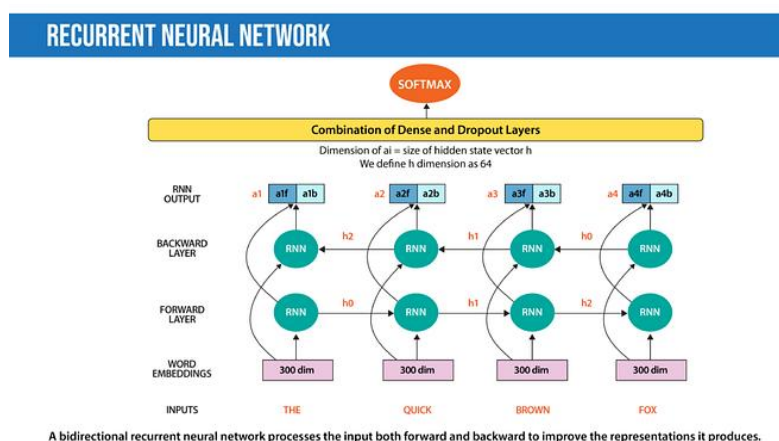 RECURRENT NEURAL NETWORK
SOFTMAX
Combination of Dense and Dropout Layers
Dimension of ai = size of hidden state vector h
We define h dimension as 64
RNN OUTPUT a1 a1f a1b a2 a2f a2b a3 a3f a3b a4 a4f a4b
BACKWARD LAYER RNN h2 RNN h1 RNN h0 RNN
FORWARD LAYER RNN h0 RNN h1 RNN h2 RNN
WORD EMBEDDINGS 300 dim 300 dim 300 dim 300 dim
INPUTS THE QUICK BROWN FOX
A bidirectional recurrent neural network processes the input both forward and backward to improve the representations it produces.